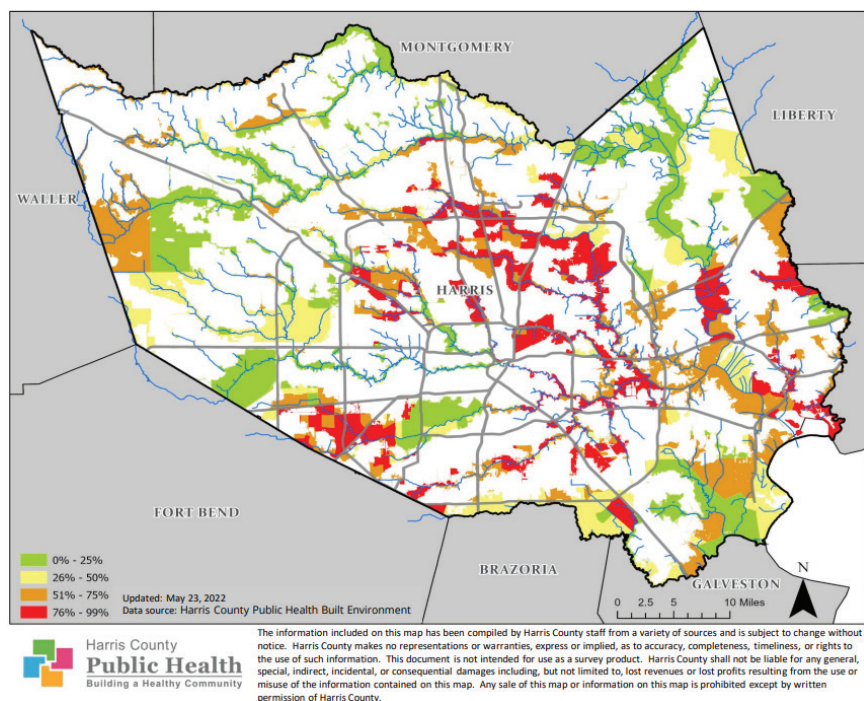 MONTGOMERY
LIBERTY
WALLER
HARRIS
FORT BEND
BRAZORIA
GALVESTON
0% - 25%
26% - 50%
51% - 75%
76% - 99%
Updated: May 23, 2022
Data source: Harris County Public Health Built Environment
N
0 2.5 5 10 Miles
Harris County
Public Health
Building a Healthy Community
The information included on this map has been compiled by Harris County staff from a variety of sources and is subject to change without
notice. Harris County makes no representations or warranties, express or implied, as to accuracy, completeness, timeliness, or rights to
the use of such information. This document is not intended for use as a survey product. Harris County shall not be liable for any general,
special, indirect, incidental, or consequential damages including, but not limited to, lost revenues or lost profits resulting from the use or
misuse of the information contained on this map. Any sale of this map or information on this map is prohibited except by written
permission of Harris County.